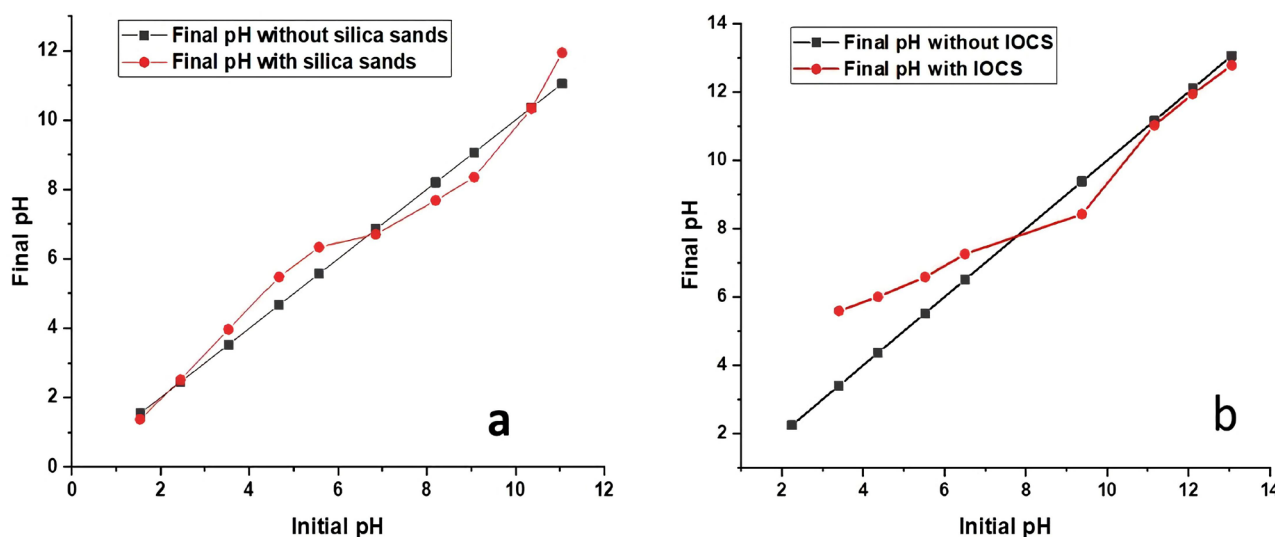 Final pH without silica sands
Final pH with silica sands
12
10
8
6
4
2
0
Final pH
0 2 4 6 8 10 12
Initial pH
a
Final pH without IOCS
Final pH with IOCS
14
12
10
8
6
4
2
Final pH
2 4 6 8 10 12 14
Initial pH
b